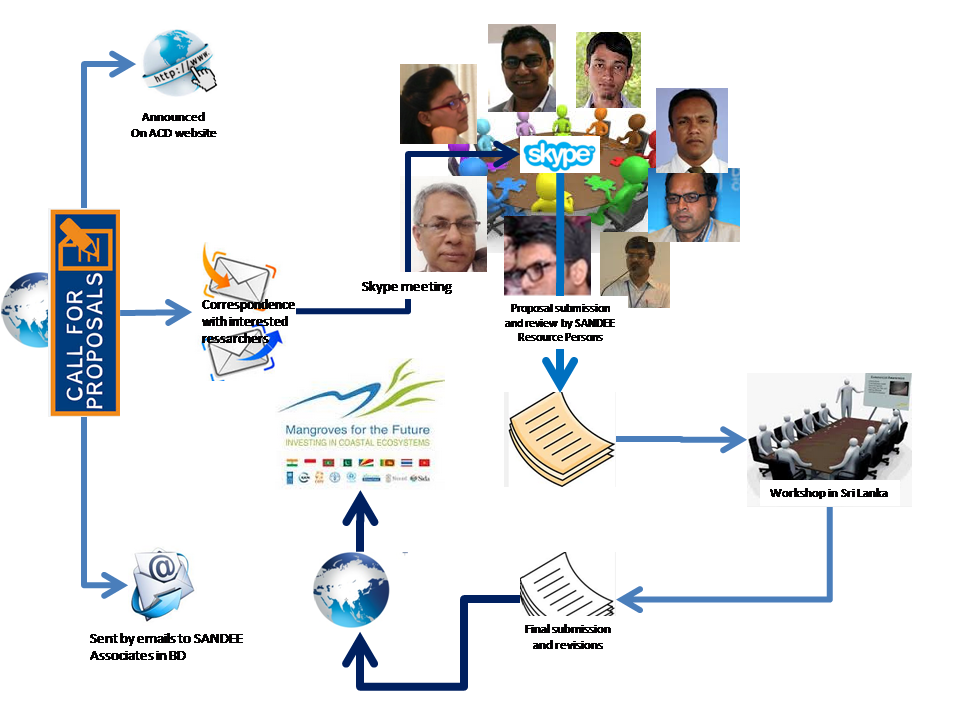 http://www.
Announced
On ACD website
CALL FOR
PROPOSALS
Correspondence
with interested
ressarchers
@
Sent by emails to SANDEE
Associates in BD
Skype meeting
skype
Proposal submission
and review by SANDEE
Resource Persons
Mangroves for the Future
INVESTING IN COASTAL ECOSYSTEMS
Sida
Workshop in Sri Lanka
Final submission
and revisions